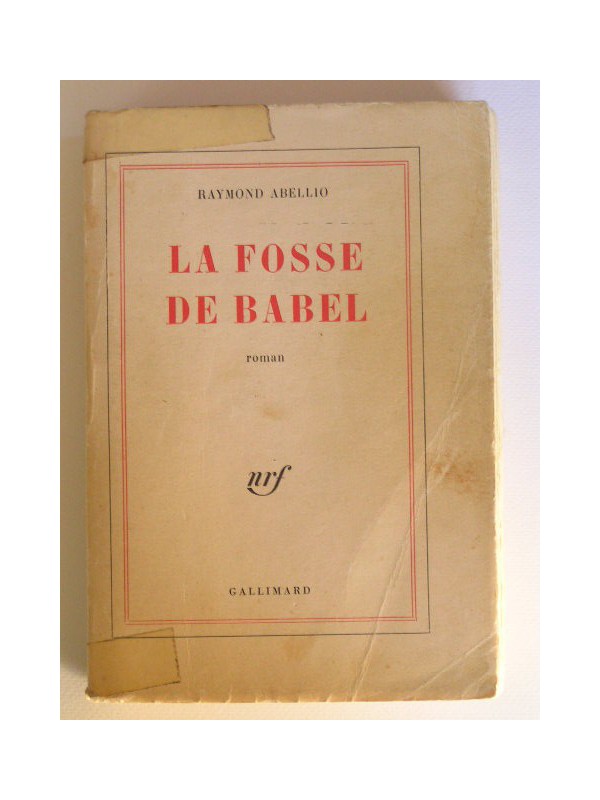 RAYMOND ABELLIO
LA FOSSE
DE BABEL
roman
nrf
GALLIMARD